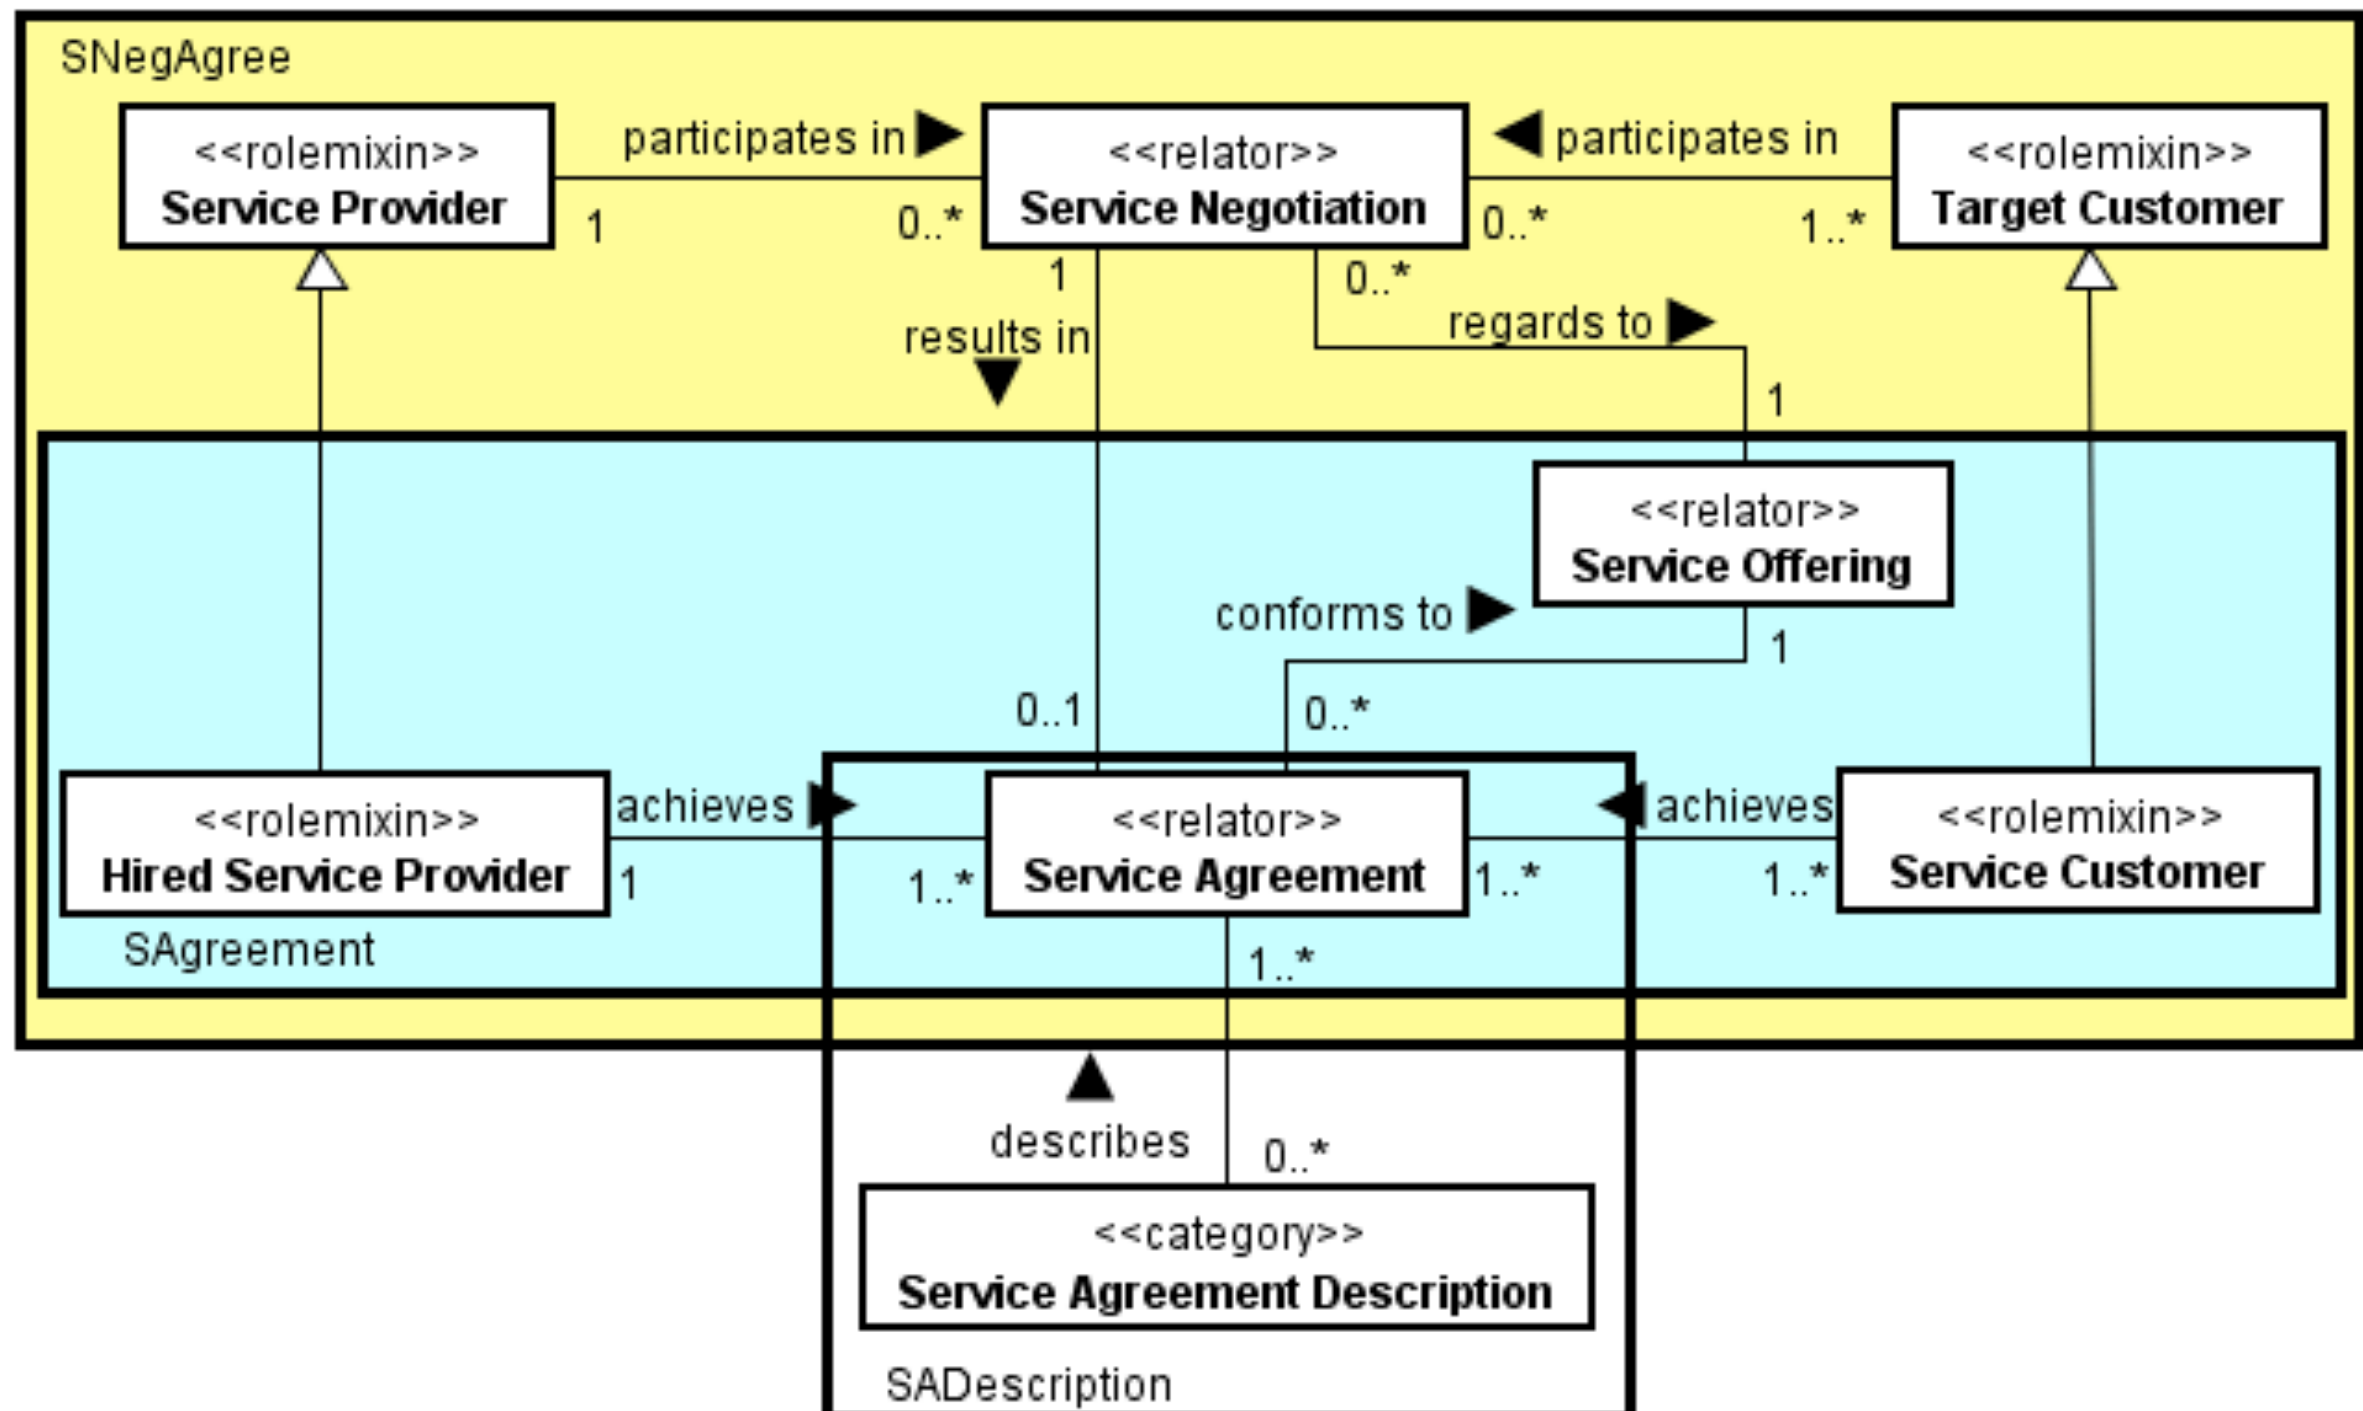 SNegAgree
<<rolemixin>>
Service Provider
participates in
1
0..*
<<relator>>
Service Negotiation
participates in
0..*
1..*
<<rolemixin>>
Target Customer
1
results in
0..*
regards to
1
<<relator>>
Service Offering
conforms to
1
0..1
0..*
<<rolemixin>>
Hired Service Provider
achieves
1
1..*
<<relator>>
Service Agreement
achieves
1..*
1..*
<<rolemixin>>
Service Customer
SAgreement
1..*
describes
0..*
<<category>>
Service Agreement Description
SADescription